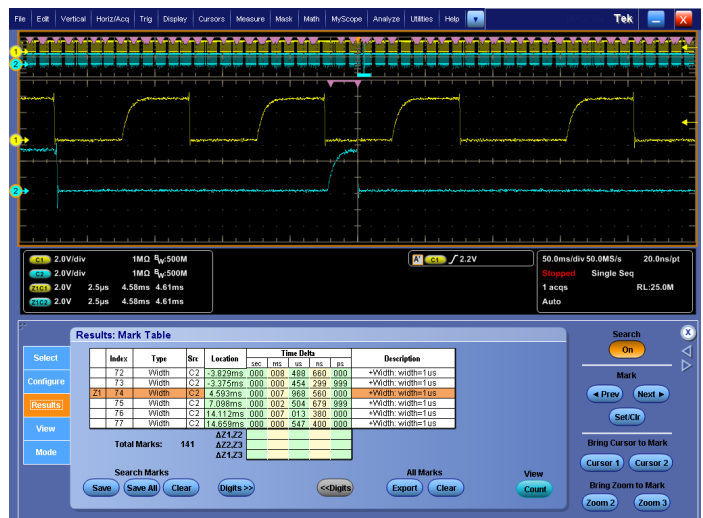 File Edit Vertical Horiz/Acq Trig Display Cursors Measure Mask Math MyScope Analyze Utilities Help Tek X
1
2
1
2
C1 2.0V/div 1MΩ BW:500M
C2 2.0V/div 1MΩ BW:500M
Z1C1 2.0V 2.5µs 4.58ms 4.61ms
Z1C2 2.0V 2.5µs 4.58ms 4.61ms
A' C1 2.2V
50.0ms/div 50.0MS/s 20.0ns/pt
Stopped Single Seq
1 acqs RL:25.0M
Auto
Results: Mark Table
Select
Configure
Results
View
Mode
Index Type Src Location Time Delta Description
sec ms us ns ps
72 Width C2 -3.829ms 000 008 488 660 000 +Width: width=1us
73 Width C2 -3.375ms 000 000 454 299 999 +Width: width=1us
Z1 74 Width C2 4.593ms 000 007 968 560 000 +Width: width=1us
75 Width C2 7.098ms 000 002 504 679 999 +Width: width=1us
76 Width C2 14.112ms 000 007 013 380 000 +Width: width=1us
77 Width C2 14.659ms 000 000 547 400 000 +Width: width=1us
Total Marks: 141
ΔZ1,Z2
ΔZ2,Z3
ΔZ1,Z3
Search Marks
Save Save All Clear
Digits >>
<<Digits
All Marks
Export Clear
View
Count
Search
On
X
Mark
◄ Prev Next ►
Set/Clr
Bring Cursor to Mark
Cursor 1 Cursor 2
Bring Zoom to Mark
Zoom 2 Zoom 3